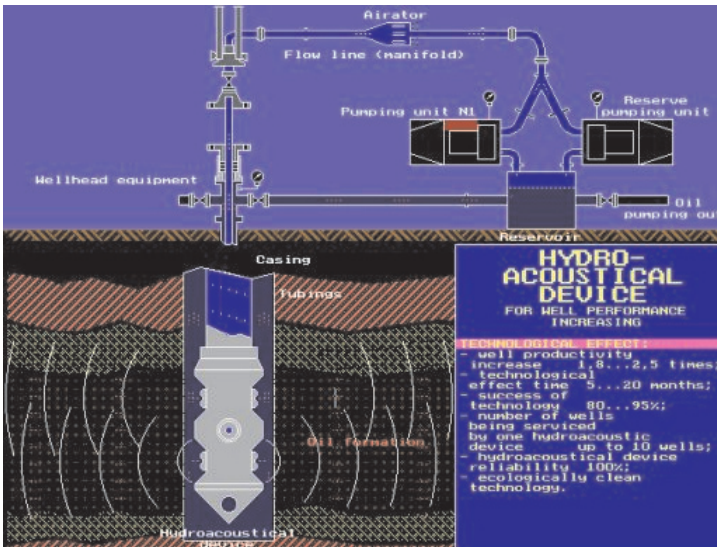 Airator
Flow line (manifold)
Pumping unit N1
Reserve
pumping unit
Wellhead equipment
Oil
pumping ou
Reservoir
Casing
Tubings
Oil formation
Hydroacoustical
device
HYDRO-
ACOUSTICAL
DEVICE
FOR WELL PERFORMANCE
INCREASING
TECHNOLOGICAL EFFECT:
- well productivity
increase 1,8...2,5 times;
- technological
effect time 5...20 months;
- success of
technology 80...95%;
- number of wells
being serviced
by one hydroacoustic
device up to 10 wells;
- hydroacoustical device
reliability 100%;
- ecologically clean
technology.